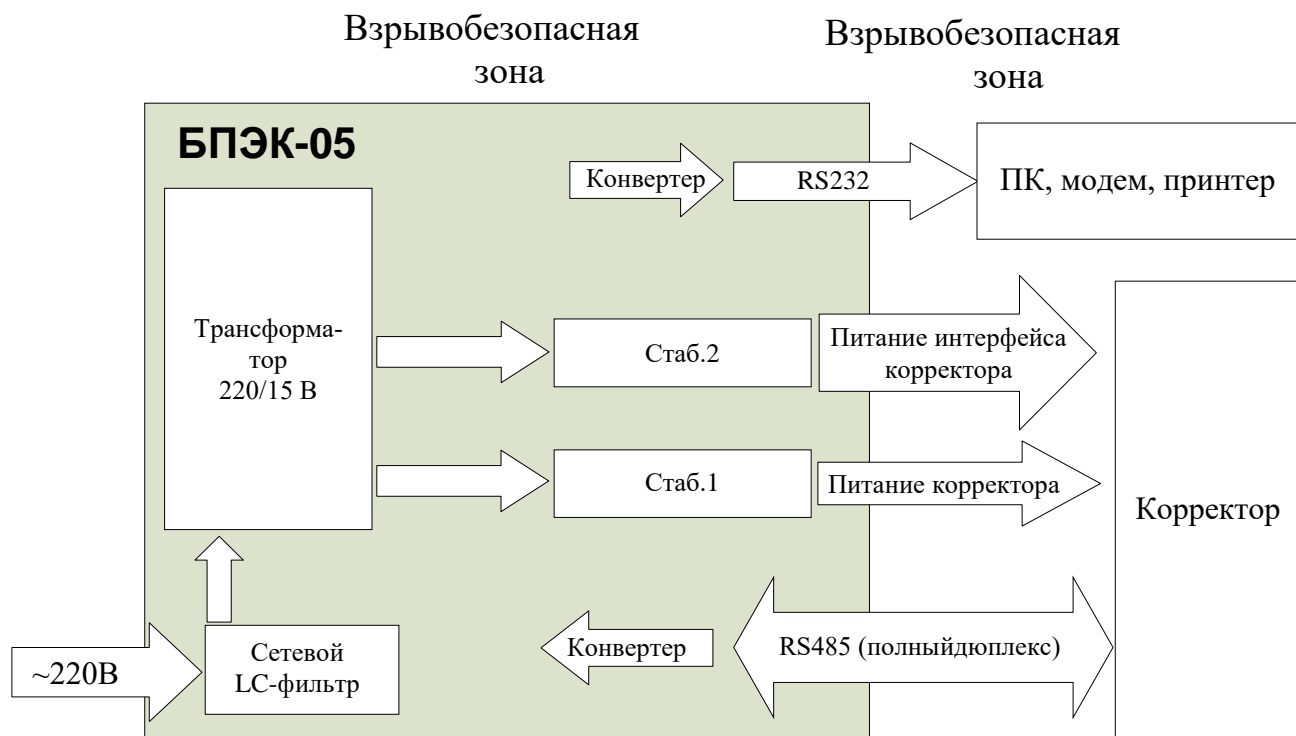 Взрывобезопасная
зона
Взрывобезопасная
зона
БПЭК-05
Конвертер
RS232
ПК, модем, принтер
Трансформа-
тор
220/15 В
Стаб.2
Питание интерфейса
корректора
Стаб.1
Питание корректора
Корректор
~220В
Сетевой
LC-фильтр
Конвертер
RS485 (полныйдюплекс)